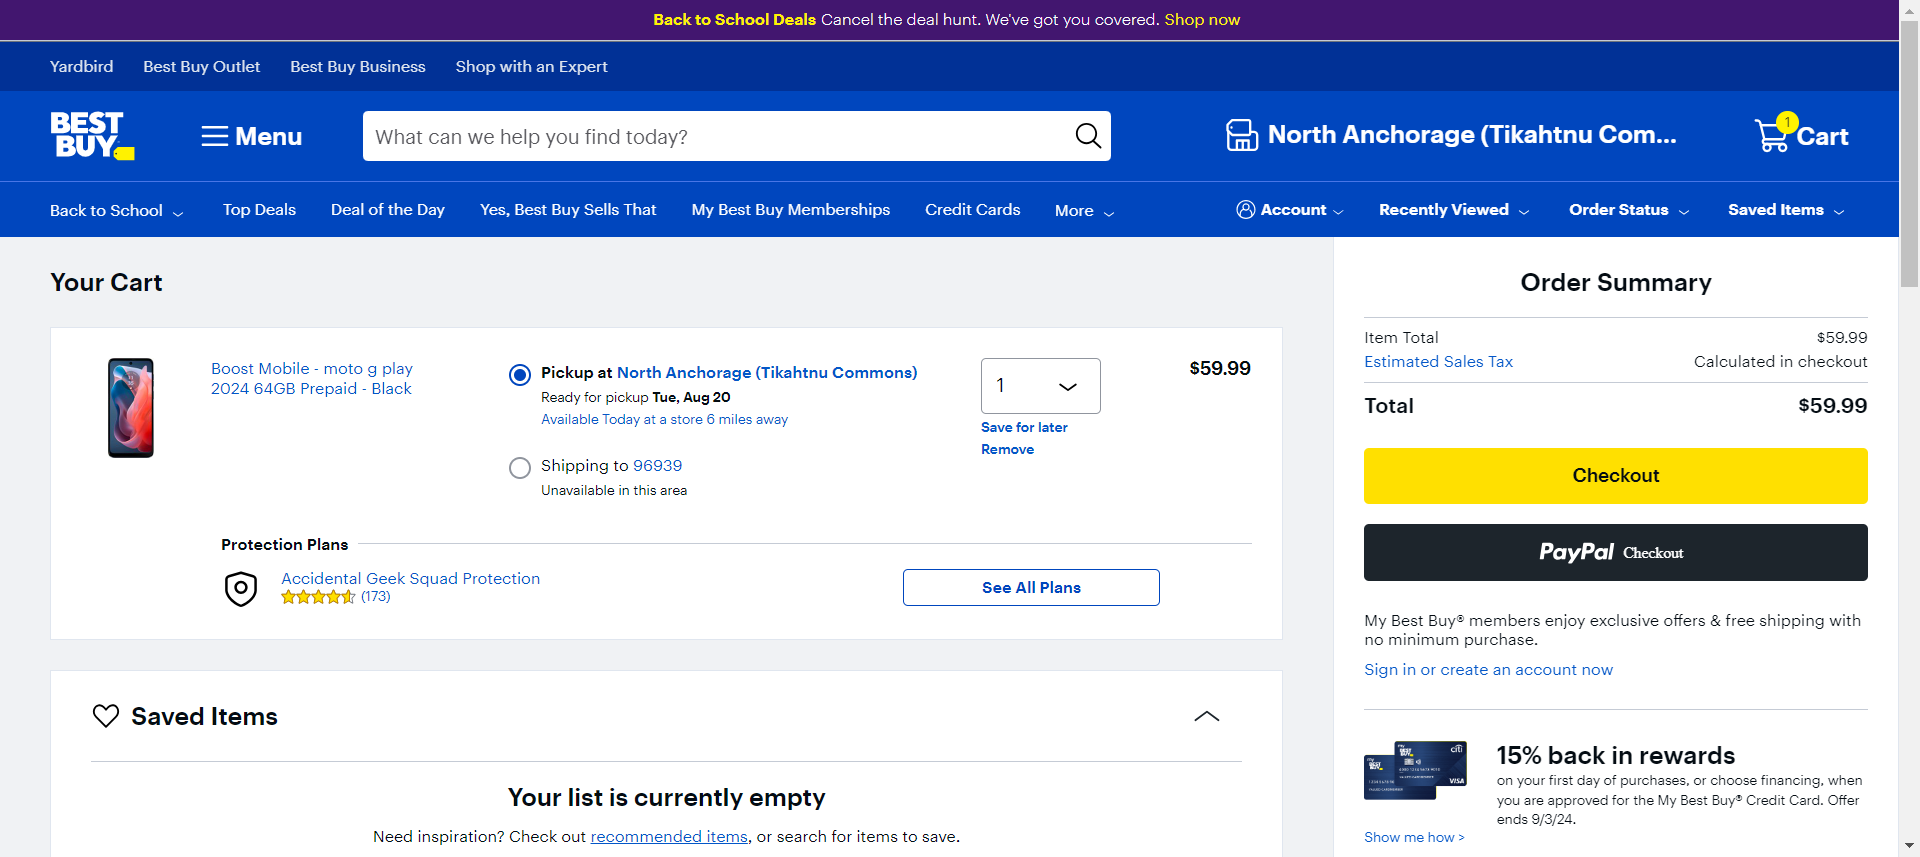 Back to School Deals Cancel the deal hunt. We've got you covered. Shop now
Yardbird Best Buy Outlet Best Buy Business Shop with an Expert
BEST
BUY
Menu
What can we help you find today?
North Anchorage (Tikahtnu Com...
1
Cart
Back to School Top Deals Deal of the Day Yes, Best Buy Sells That My Best Buy Memberships Credit Cards More Account Recently Viewed Order Status Saved Items
Your Cart
Boost Mobile - moto g play
2024 64GB Prepaid - Black
Pickup at North Anchorage (Tikahtnu Commons)
Ready for pickup Tue, Aug 20
Available Today at a store 6 miles away
Shipping to 96939
Unavailable in this area
1
Save for later
Remove
$59.99
Protection Plans
Accidental Geek Squad Protection
(173)
See All Plans
Saved Items
Your list is currently empty
Need inspiration? Check out recommended items, or search for items to save.
Order Summary
Item Total $59.99
Estimated Sales Tax Calculated in checkout
Total $59.99
Checkout
PayPal Checkout
My Best Buy® members enjoy exclusive offers & free shipping with
no minimum purchase.
Sign in or create an account now
15% back in rewards
on your first day of purchases, or choose financing, when
you are approved for the My Best Buy® Credit Card. Offer
ends 9/3/24.
Show me how >